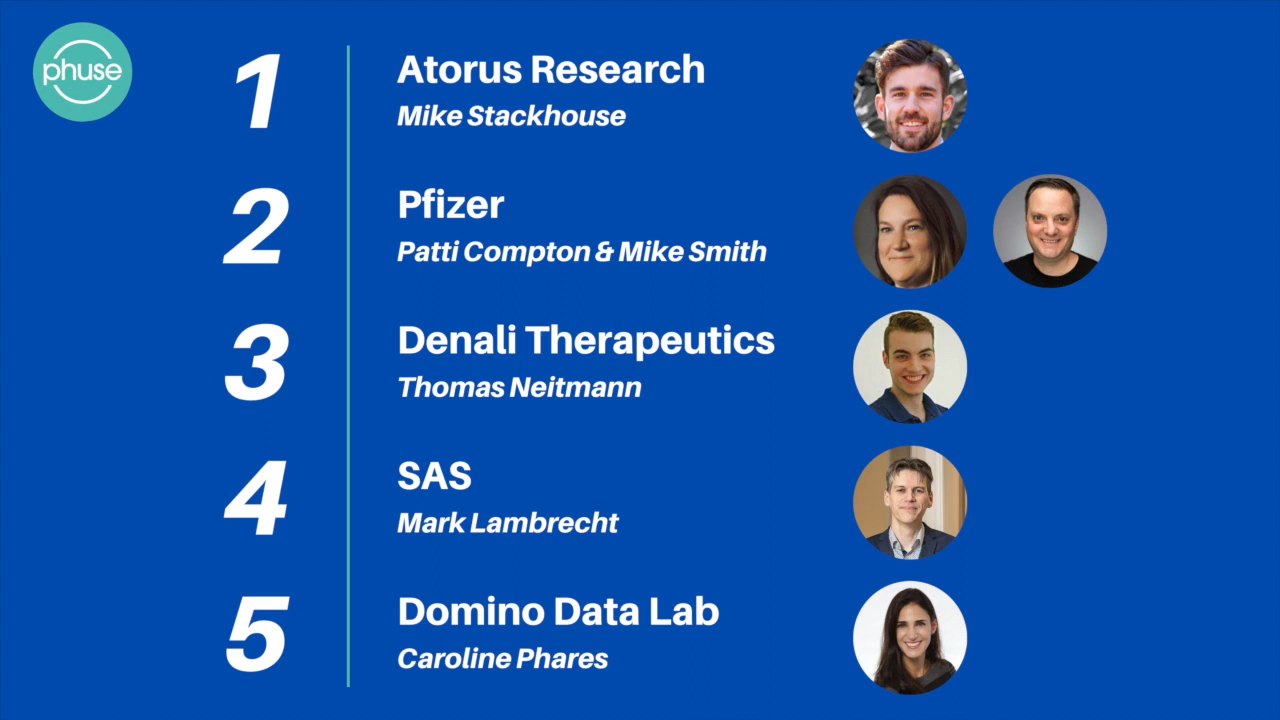 phuse
1
Atorus Research
Mike Stackhouse
2
Pfizer
Patti Compton & Mike Smith
3
Denali Therapeutics
Thomas Neitmann
4
SAS
Mark Lambrecht
5
Domino Data Lab
Caroline Phares